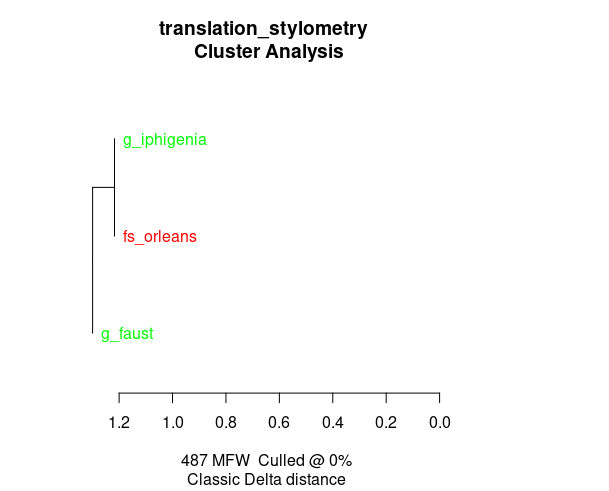 translation_stylometry
Cluster Analysis
g_iphigenia
fs_orleans
g_faust
1.2 1.0 0.8 0.6 0.4 0.2 0.0
487 MFW  Culled @ 0%
Classic Delta distance